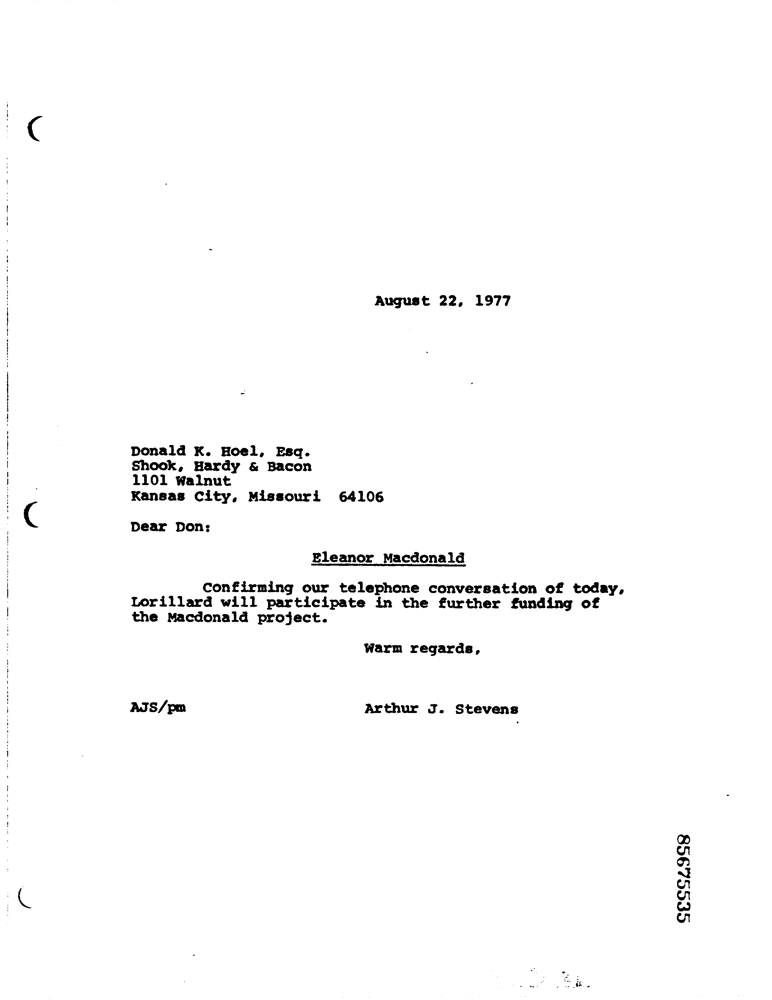 August 22, 1977
Donald K. Hoel, Esq.
Shook, Hardy & Bacon
1101 Walnut
Kansas City, Missouri 64106
Dear Don:
Eleanor Macdonald
Confirming our telephone conversation of today,
Lorillard will participate in the further funding of
the Macdonald project.
Warm regards,
AJS/pm Arthur J. Stevens
85675535